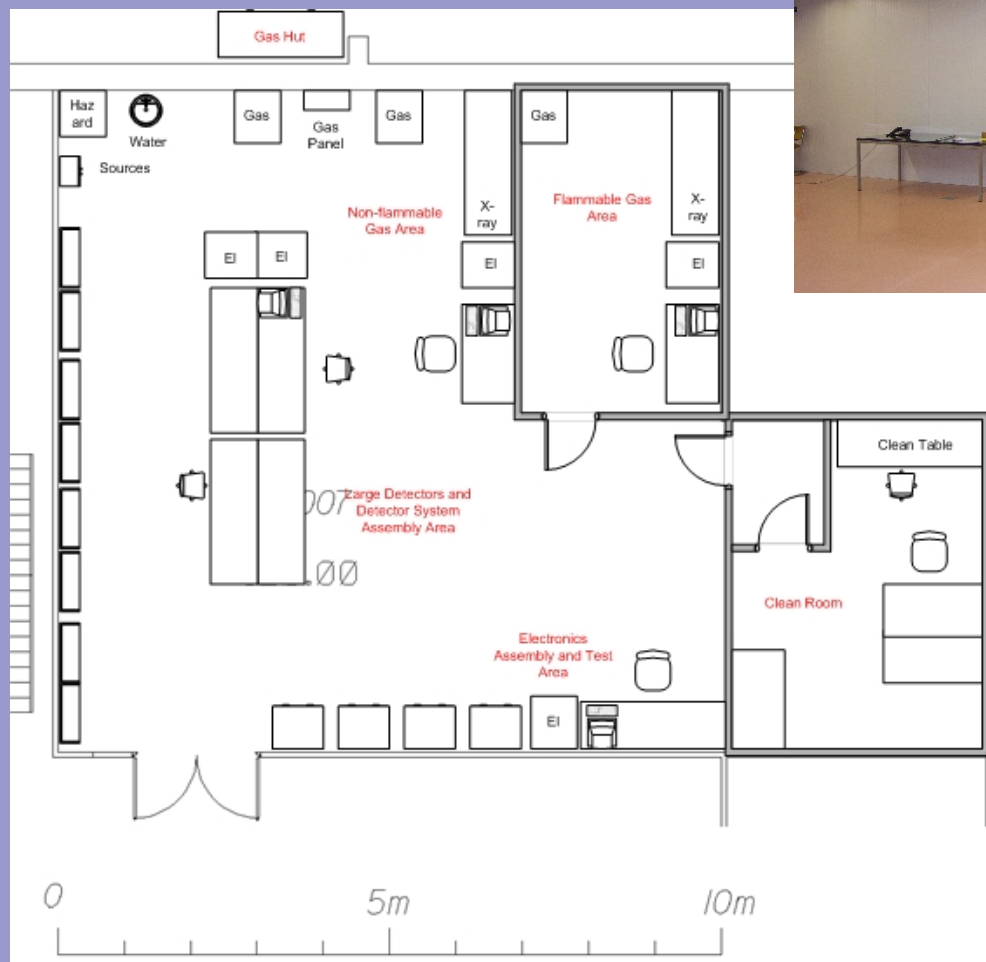 Gas Hut
Haz
ard
Water
Sources
Gas
Gas
Panel
Gas
X-
ray
Gas
X-
ray
Non-flammable
Gas Area
Flammable Gas
Area
El
El
El
El
Clean Table
007
Large Detectors and
Detector System
Assembly Area
.00
Clean Room
Electronics
Assembly and Test
Area
El
0 5m 10m